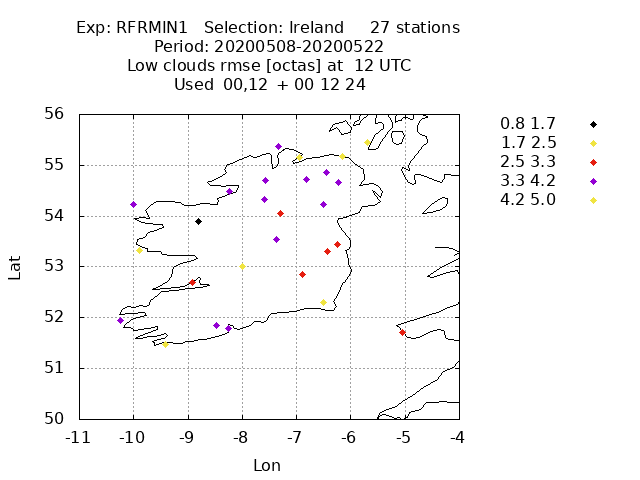 Exp: RFRMIN1 Selection: Ireland 27 stations
Period: 20200508-20200522
Low clouds rmse [octas] at 12 UTC
Used 00,12 + 00 12 24
56
55
54
53
52
51
50
-11 -10 -9 -8 -7 -6 -5 -4
Lat
Lon
0.8 1.7
1.7 2.5
2.5 3.3
3.3 4.2
4.2 5.0